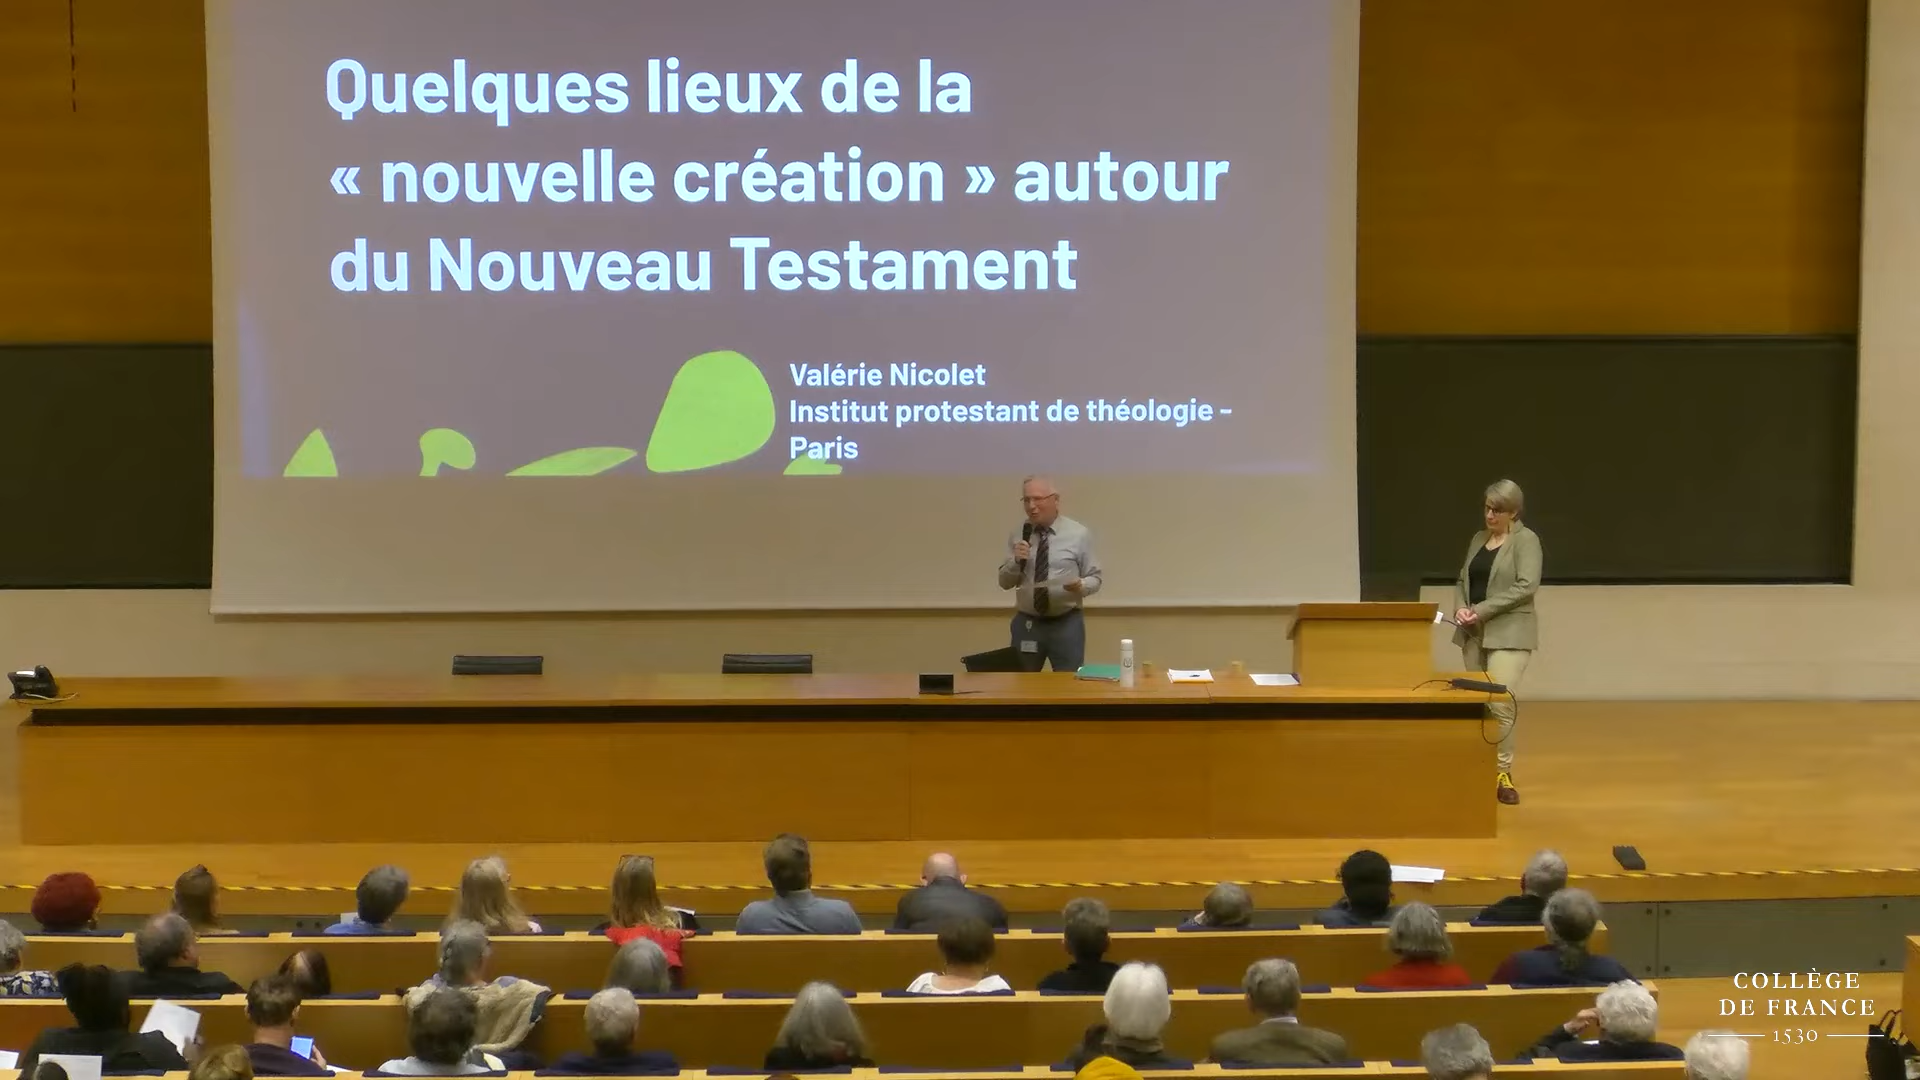 Quelques lieux de la
« nouvelle création » autour
du Nouveau Testament
Valérie Nicolet
Institut protestant de théologie -
Paris
COLLÈGE
DE FRANCE
1530